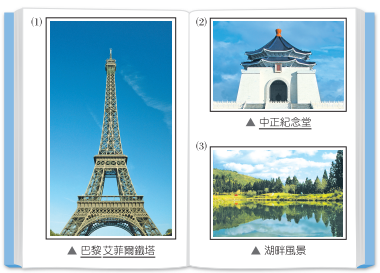 (1)
▲ 巴黎艾菲爾鐵塔
(2)
▲ 中正紀念堂
(3)
▲ 湖畔風景